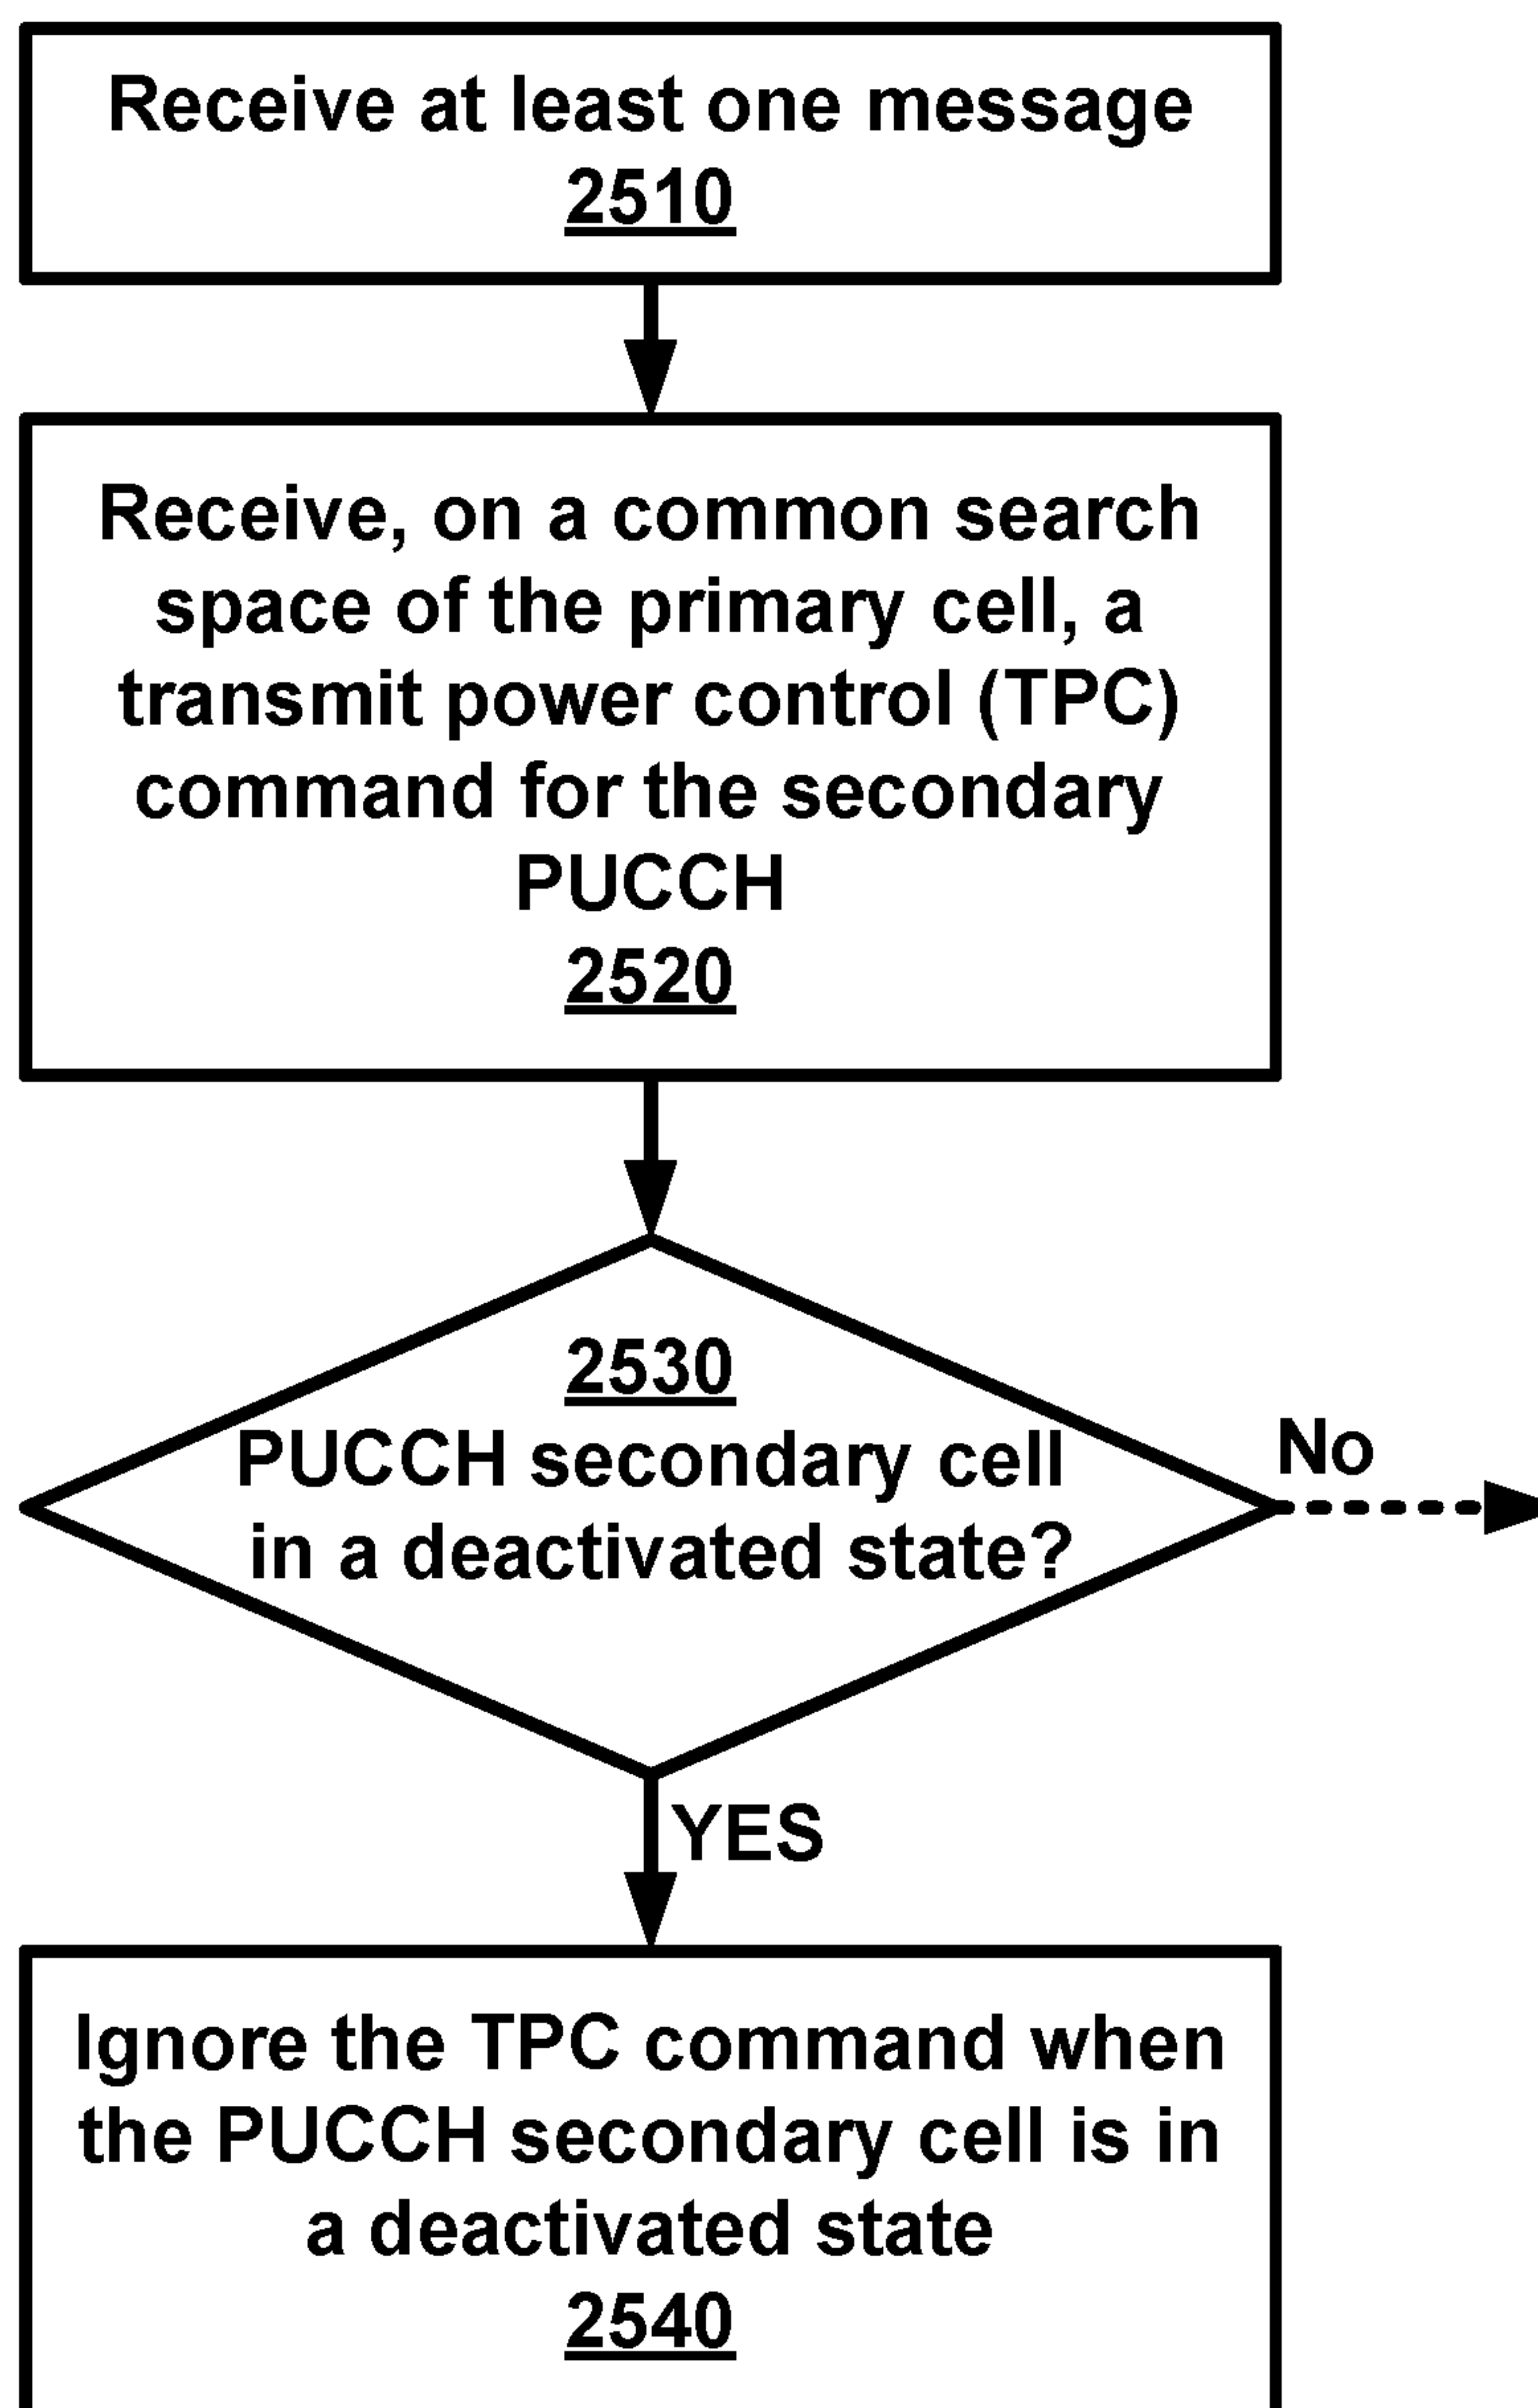 Receive at least one message
2510
Receive, on a common search
space of the primary cell, a
transmit power control (TPC)
command for the secondary
PUCCH
2520
2530
PUCCH secondary cell
in a deactivated state?
No
YES
Ignore the TPC command when
the PUCCH secondary cell is in
a deactivated state
2540